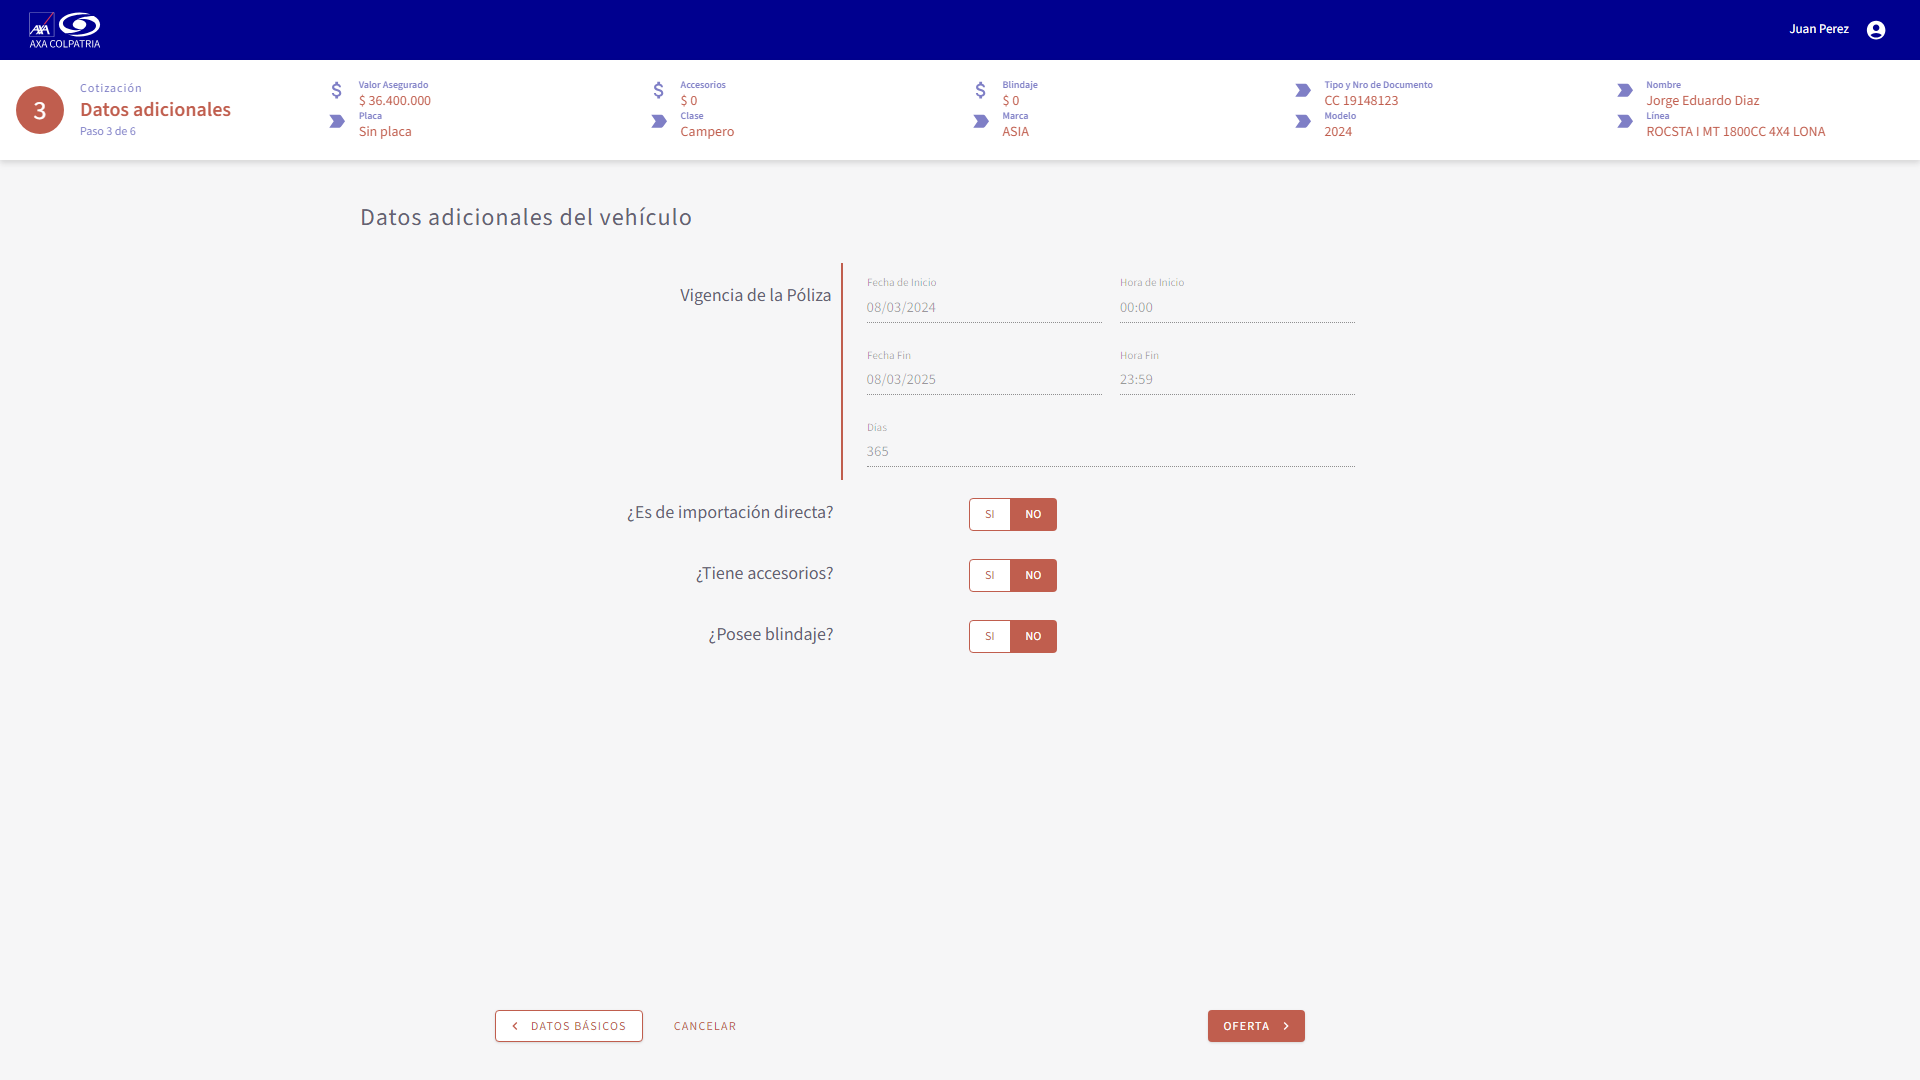 AXA
AXA COLPATRIA
Juan Perez
3
Cotización
Datos adicionales
Paso 3 de 6
Valor Asegurado
$ 36.400.000
Placa
Sin placa
Accesorios
$ 0
Clase
Campero
Blindaje
$ 0
Marca
ASIA
Tipo y Nro de Documento
CC 19148123
Modelo
2024
Nombre
Jorge Eduardo Diaz
Línea
ROCSTA I MT 1800CC 4X4 LONA
Datos adicionales del vehículo
Vigencia de la Póliza
Fecha de Inicio
08/03/2024
Hora de Inicio
00:00
Fecha Fin
08/03/2025
Hora Fin
23:59
Días
365
¿Es de importación directa?
SI NO
¿Tiene accesorios?
SI NO
¿Posee blindaje?
SI NO
DATOS BÁSICOS
CANCELAR
OFERTA